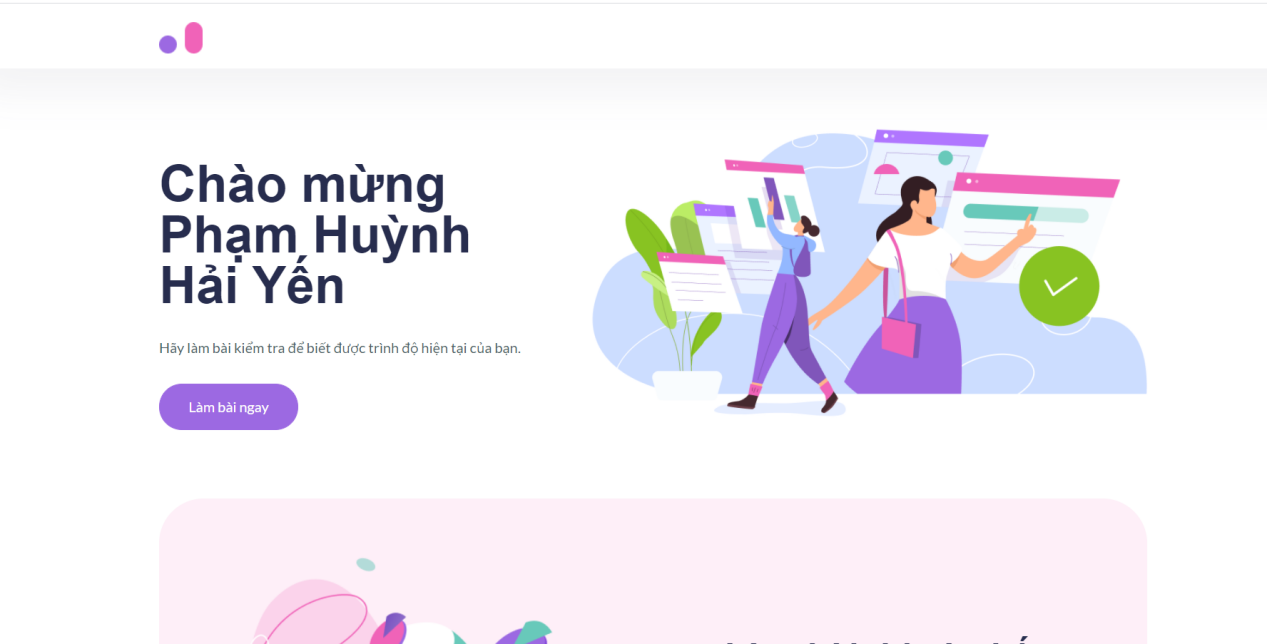 Chào mừng
Phạm Huỳnh
Hải Yến
Hãy làm bài kiểm tra để biết được trình độ hiện tại của bạn.
Làm bài ngay